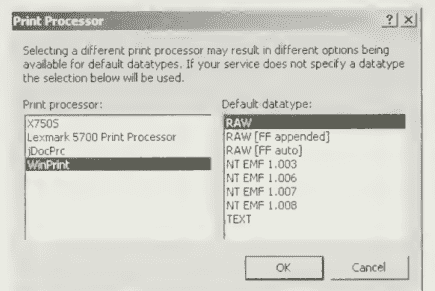 Print Processor
Selecting a different print processor may result in different options being
available for default datatypes. If your service does not specify a datatype
the selection below will be used.
Print processor:
X750S
Lexmark 5700 Print Processor
jDocPrc
WinPrint
Default datatype:
RAW
RAW [FF appended]
RAW [FF auto]
NT EMF 1.003
NT EMF 1.006
NT EMF 1.007
NT EMF 1.008
TEXT
OK
Cancel